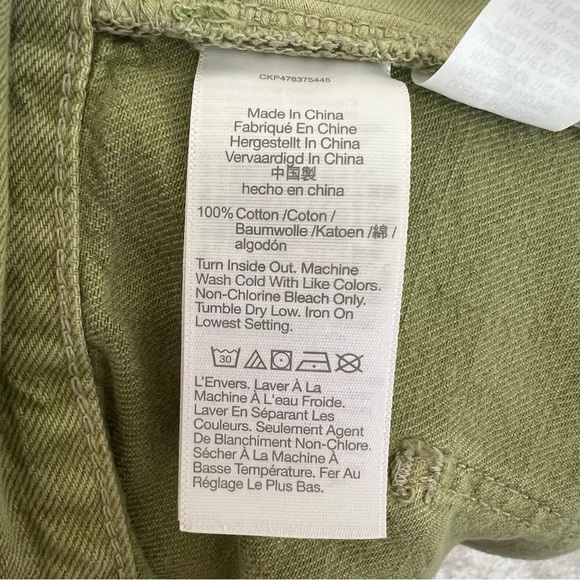 CKP476375445
Made In China
Fabriqué En Chine
Hergestellt In China
Vervaardigd In China
中国製
hecho en china
100% Cotton /Coton /
Baumwolle /Katoen /綿 /
algodón
Turn Inside Out. Machine
Wash Cold With Like Colors.
Non-Chlorine Bleach Only.
Tumble Dry Low. Iron On
Lowest Setting.
30
L'Envers. Laver À La
Machine À L'eau Froide.
Laver En Séparant Les
Couleurs. Seulement Agent
De Blanchiment Non-Chlore.
Sécher À La Machine À
Basse Température. Fer Au
Réglage Le Plus Bas.